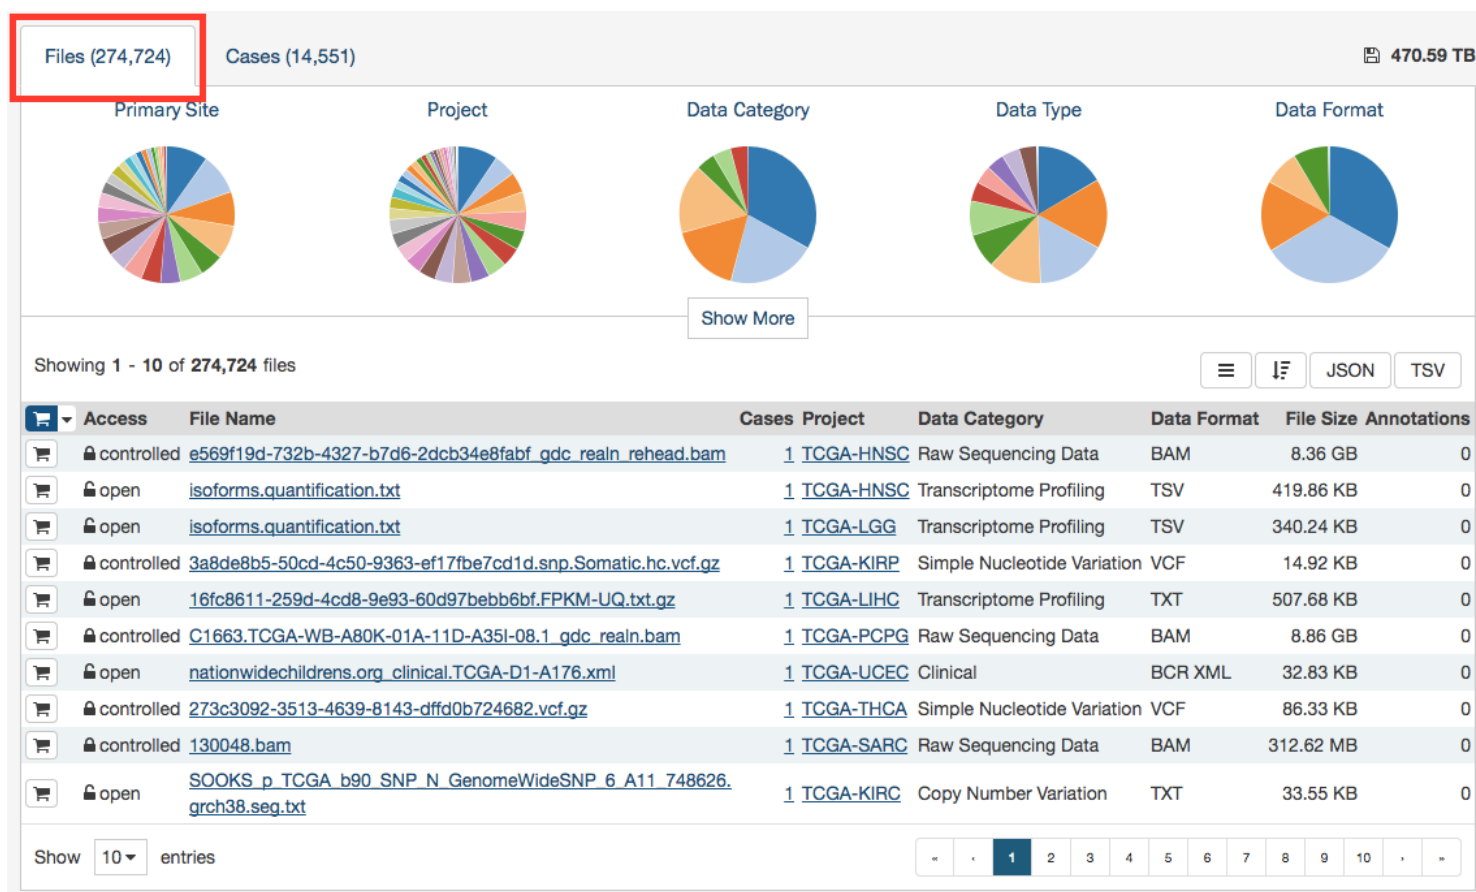 Files (274,724) Cases (14,551) 470.59 TB
Primary Site Project Data Category Data Type Data Format
Show More
Showing 1 - 10 of 274,724 files JSON TSV
Access File Name Cases Project Data Category Data Format File Size Annotations
controlled e569f19d-732b-4327-b7d6-2dcb34e8fabf_gdc_realn_rehead.bam 1 TCGA-HNSC Raw Sequencing Data BAM 8.36 GB 0
open isoforms.quantification.txt 1 TCGA-HNSC Transcriptome Profiling TSV 419.86 KB 0
open isoforms.quantification.txt 1 TCGA-LGG Transcriptome Profiling TSV 340.24 KB 0
controlled 3a8de8b5-50cd-4c50-9363-ef17fbe7cd1d.snp.Somatic.hc.vcf.gz 1 TCGA-KIRP Simple Nucleotide Variation VCF 14.92 KB 0
open 16fc8611-259d-4cd8-9e93-60d97bebb6bf.FPKM-UQ.txt.gz 1 TCGA-LIHC Transcriptome Profiling TXT 507.68 KB 0
controlled C1663.TCGA-WB-A80K-01A-11D-A35I-08.1_gdc_realn.bam 1 TCGA-PCPG Raw Sequencing Data BAM 8.86 GB 0
open nationwidechildrens.org_clinical.TCGA-D1-A176.xml 1 TCGA-UCEC Clinical BCR XML 32.83 KB 0
controlled 273c3092-3513-4639-8143-dffd0b724682.vcf.gz 1 TCGA-THCA Simple Nucleotide Variation VCF 86.33 KB 0
controlled 130048.bam 1 TCGA-SARC Raw Sequencing Data BAM 312.62 MB 0
SOOKS_p_TCGA_b90_SNP_N_GenomeWideSNP_6_A11_748626.
open grch38.seg.txt 1 TCGA-KIRC Copy Number Variation TXT 33.55 KB 0
Show 10 entries « ‹ 1 2 3 4 5 6 7 8 9 10 › »